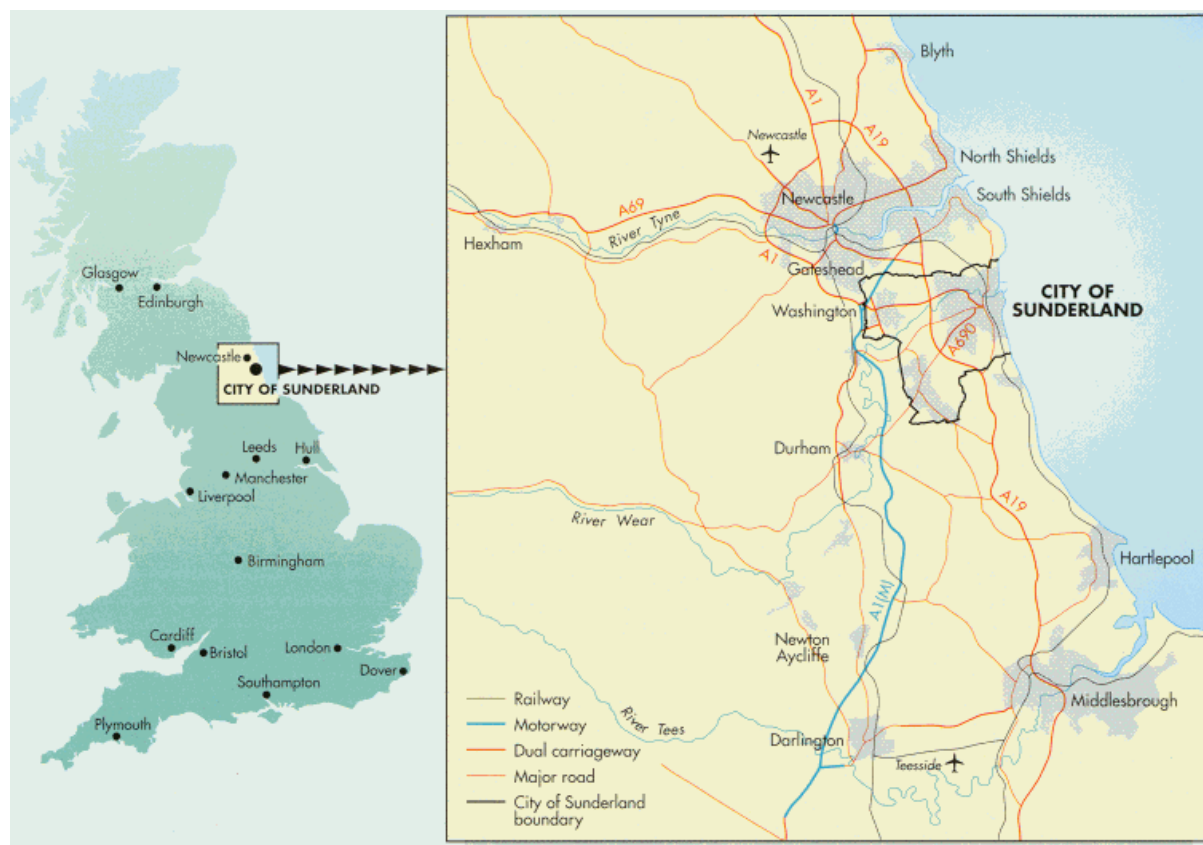 Glasgow
Edinburgh
Newcastle
CITY OF SUNDERLAND
Leeds
Hull
Manchester
Liverpool
Birmingham
Cardiff
Bristol
London
Dover
Southampton
Plymouth
Blyth
A1
A19
Newcastle
North Shields
Newcastle
South Shields
A69
River Tyne
Hexham
A1
Gateshead
CITY OF
SUNDERLAND
Washington
A690
Durham
A19
River Wear
Hartlepool
A1(M)
Newton
Aycliffe
Middlesbrough
River Tees
Darlington
Teesside
Railway
Motorway
Dual carriageway
Major road
City of Sunderland
boundary